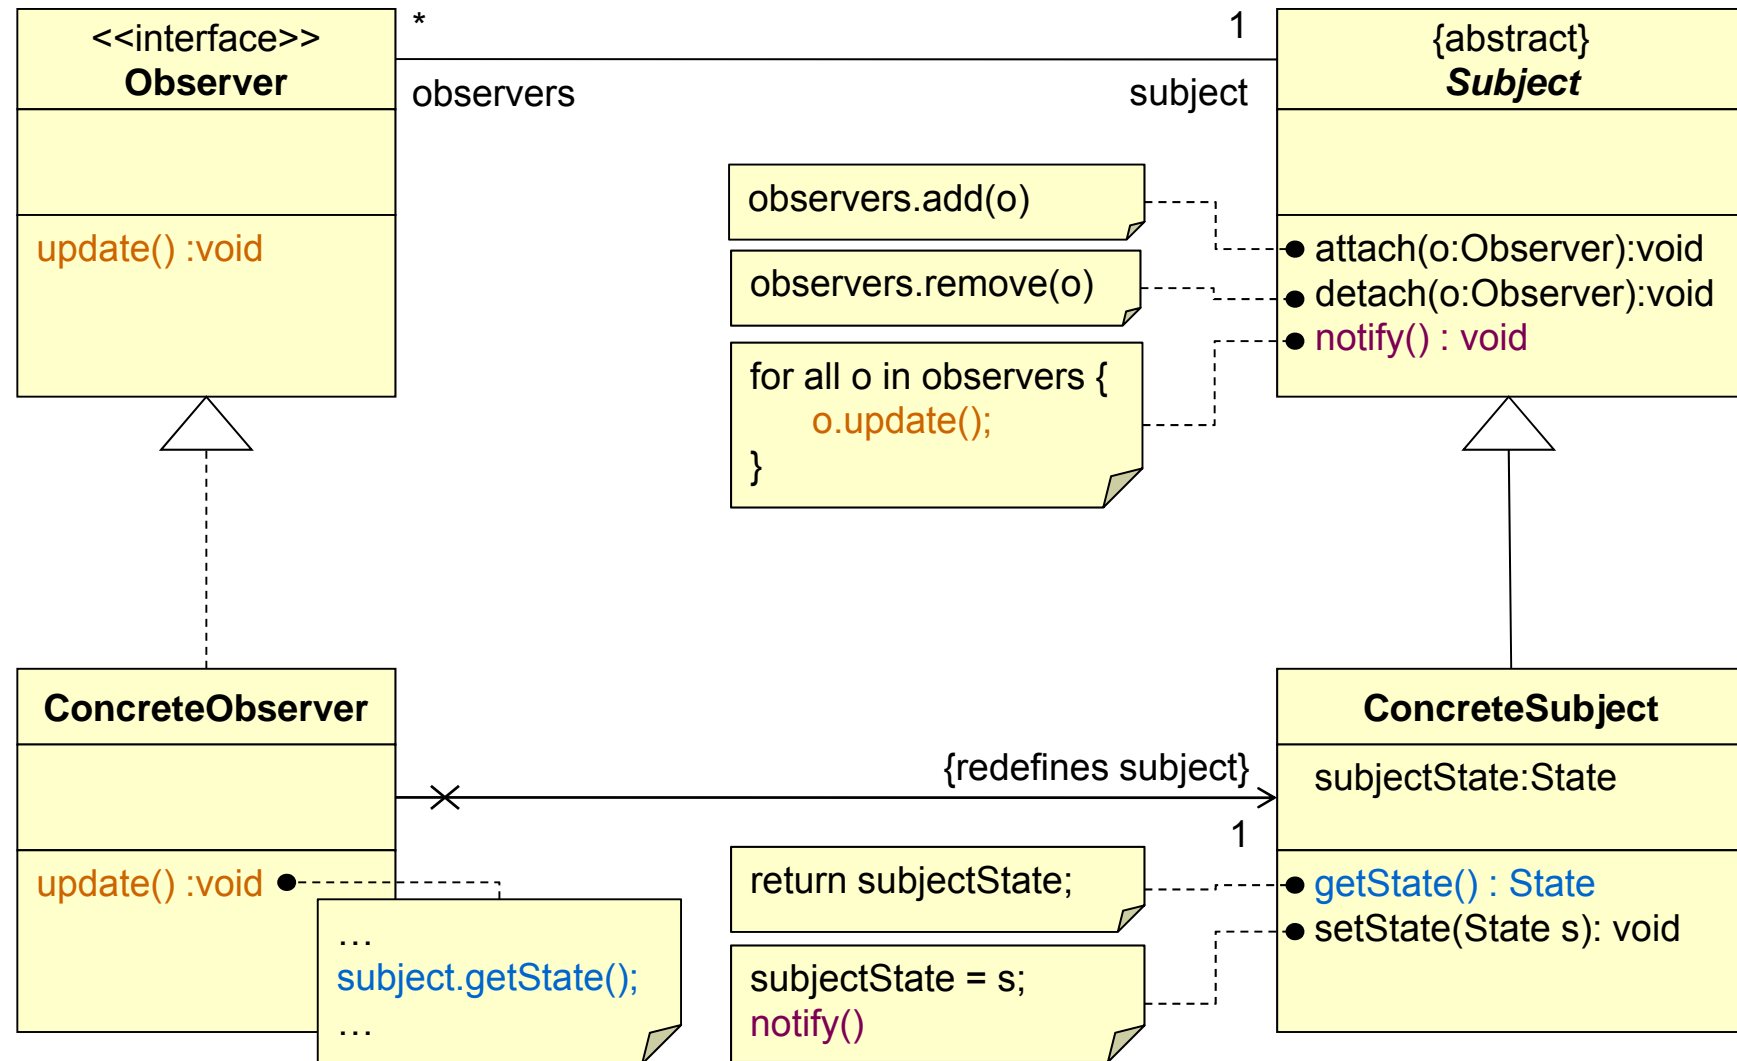 <<interface>>
Observer
update() :void
*
observers
1
subject
{abstract}
Subject
attach(o:Observer):void
detach(o:Observer):void
notify() : void
observers.add(o)
observers.remove(o)
for all o in observers {
o.update();
}
ConcreteObserver
update() :void
…
subject.getState();
…
{redefines subject}
1
ConcreteSubject
subjectState:State
getState() : State
setState(State s): void
return subjectState;
subjectState = s;
notify()